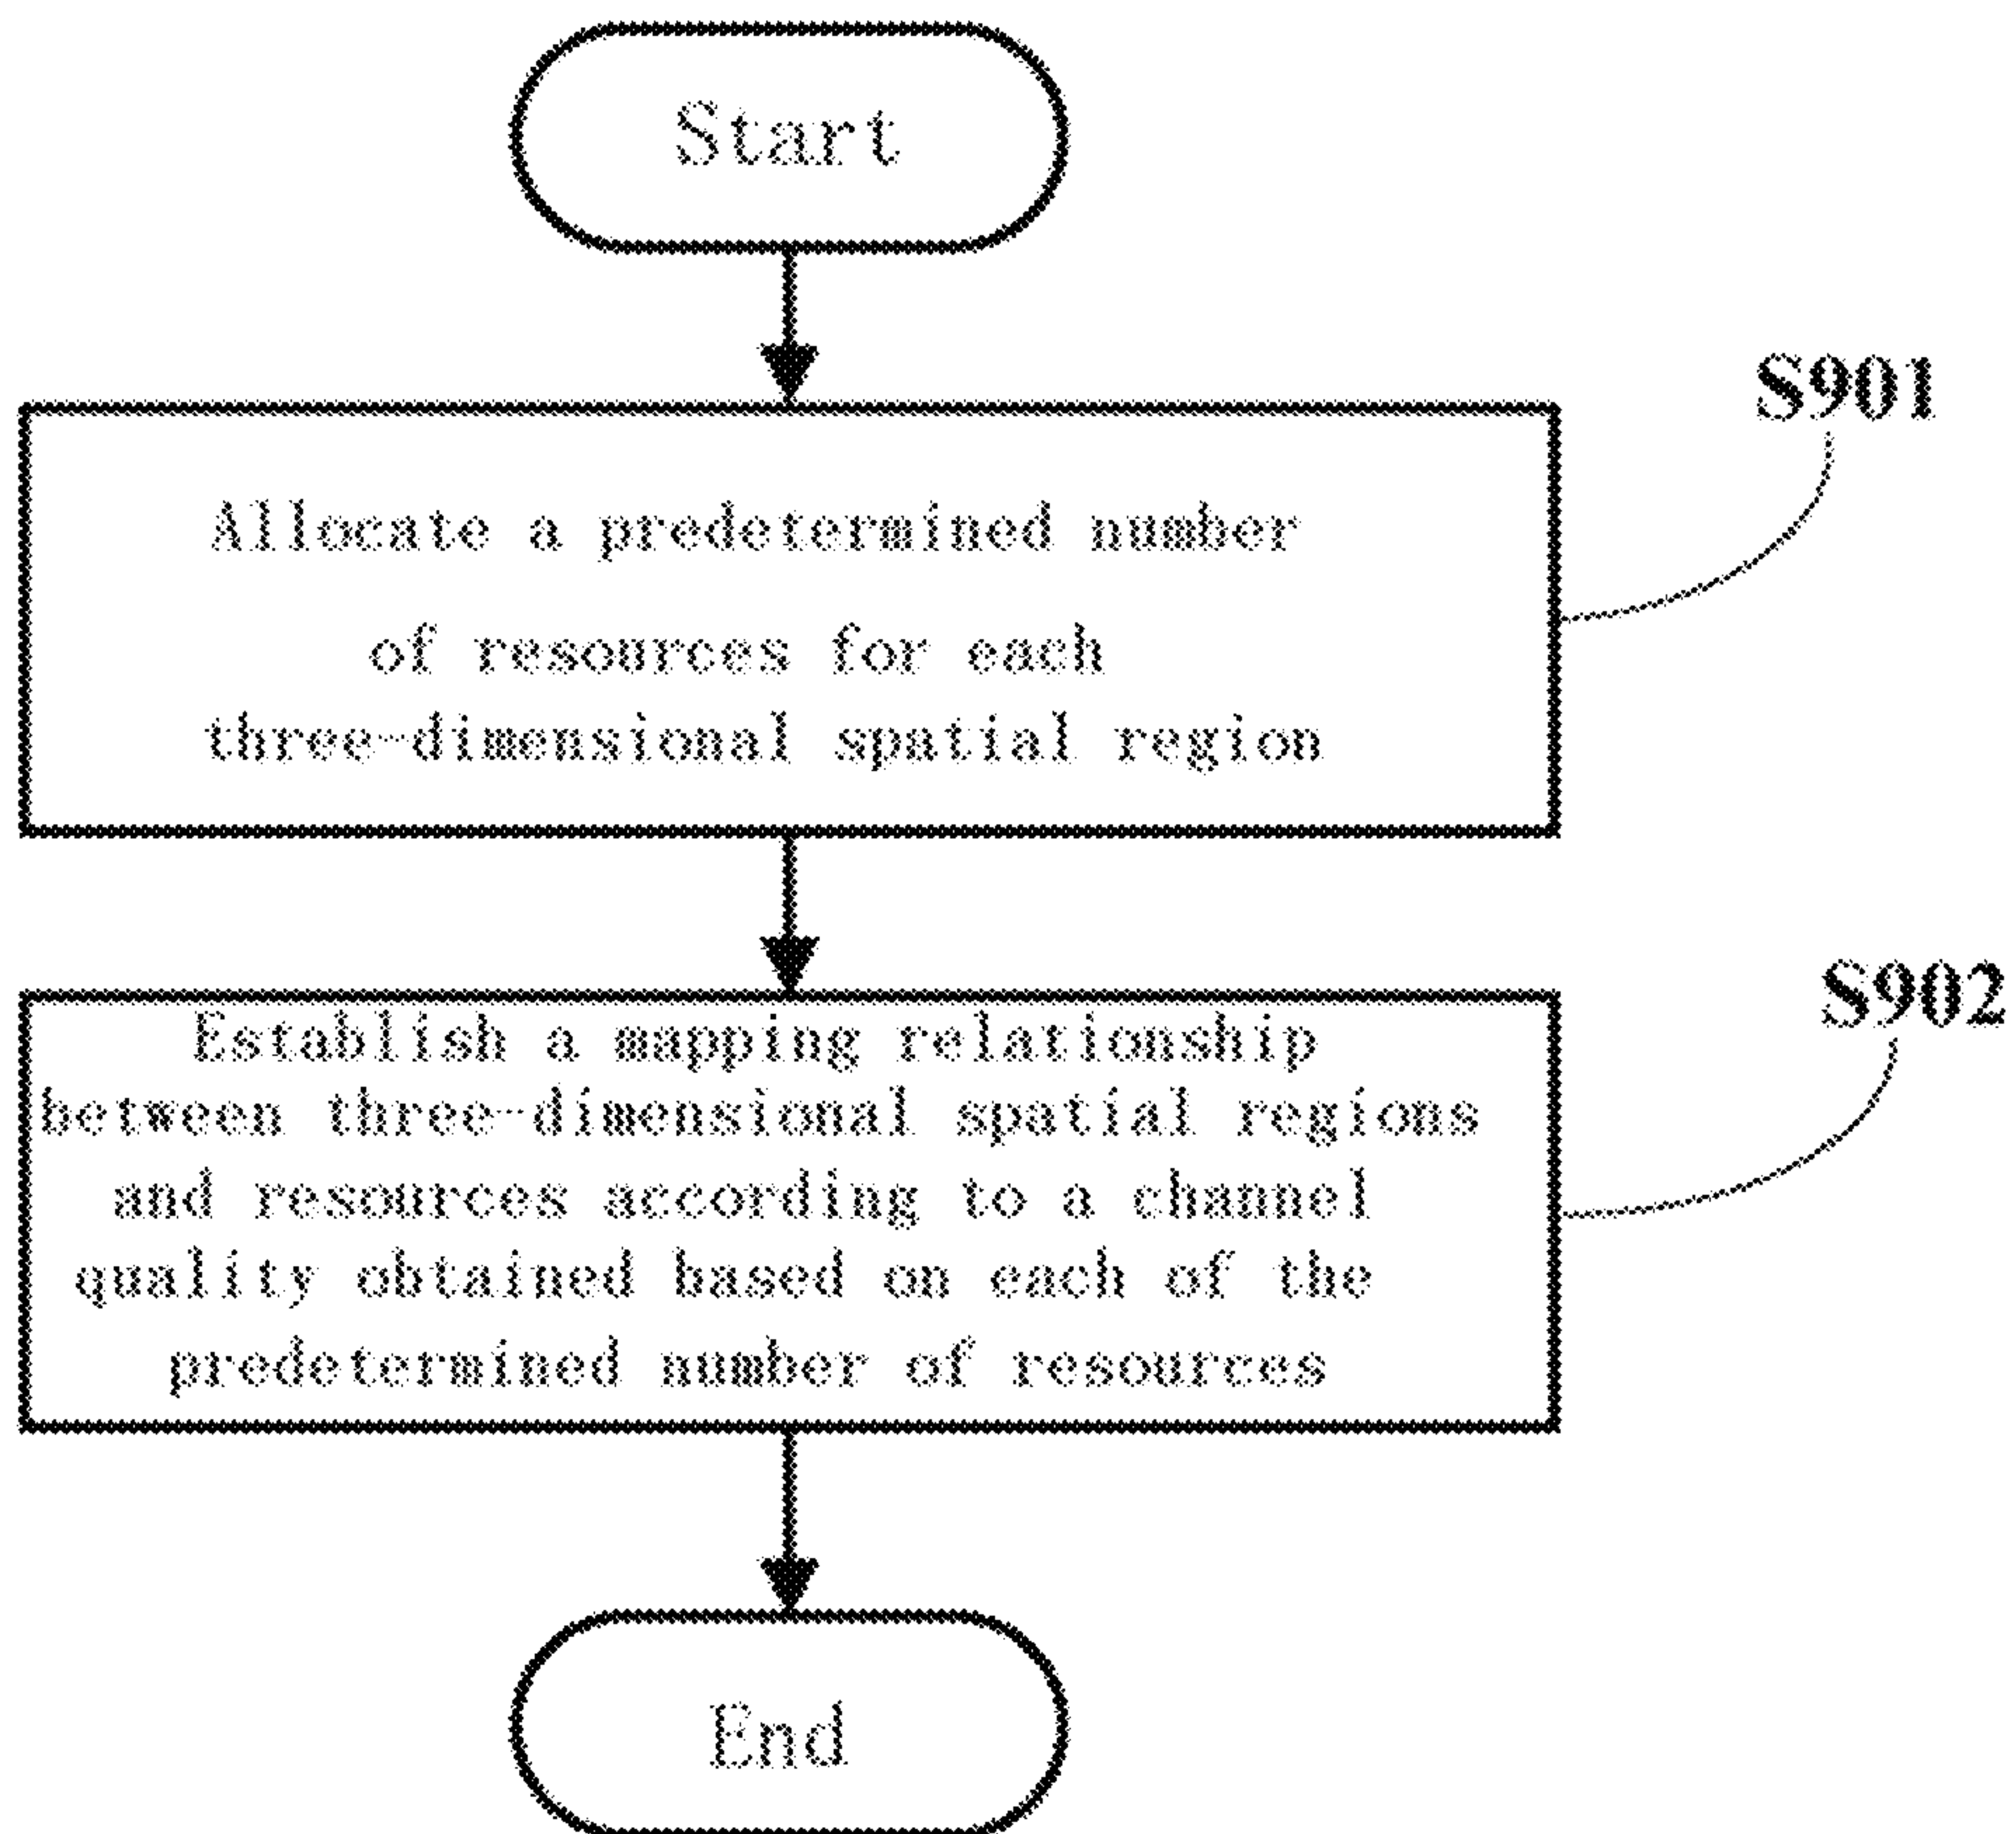 Start
S901
Allocate a predetermined number
of resources for each
three-dimensional spatial region
S902
Establish a mapping relationship
between three-dimensional spatial regions
and resources according to a channel
quality obtained based on each of the
predetermined number of resources
End